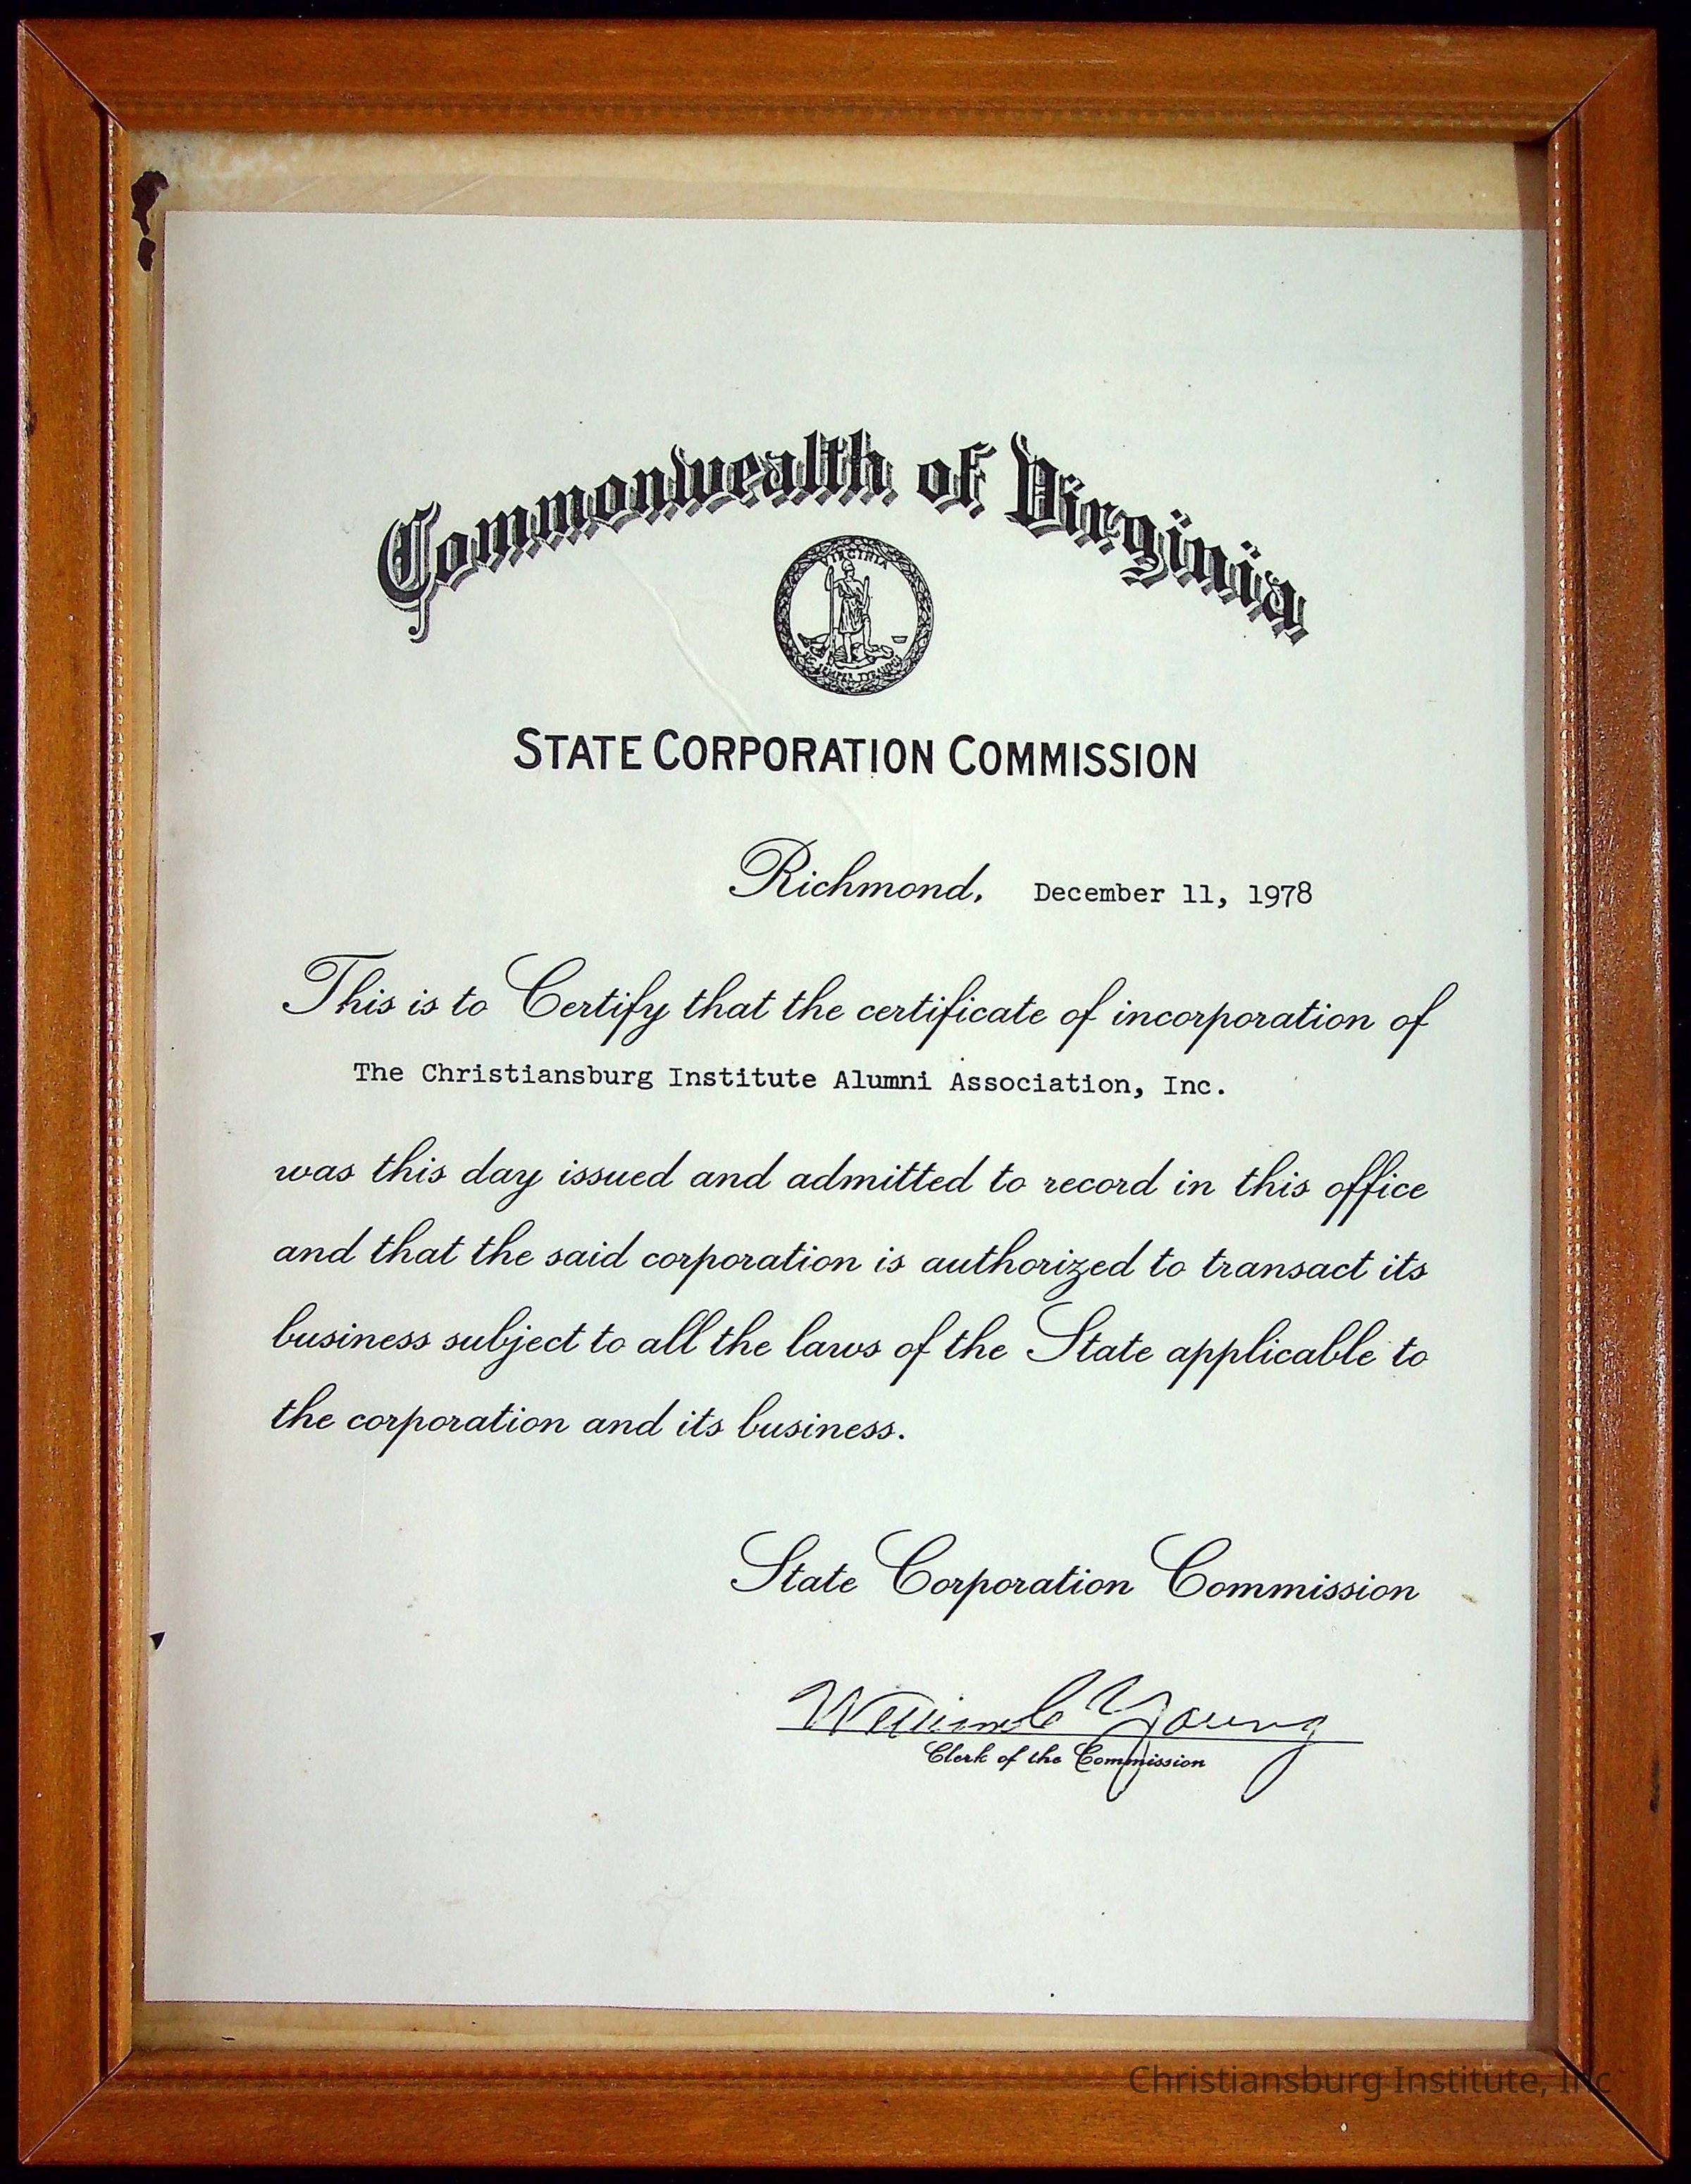 Commonwealth of Virginia
VIRGINIA
STATE CORPORATION COMMISSION
Richmond, December 11, 1978
This is to Certify that the certificate of incorporation of
The Christiansburg Institute Alumni Association, Inc.
was this day issued and admitted to record in this office
and that the said corporation is authorized to transact its
business subject to all the laws of the State applicable to
the corporation and its business.
State Corporation Commission
William C Young
Clerk of the Commission
Christiansburg Institute, Inc